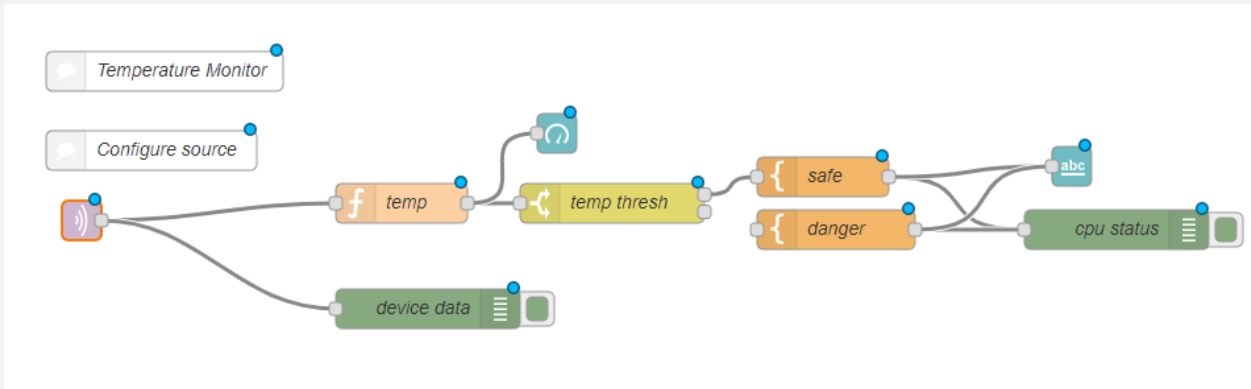 Temperature Monitor
Configure source
temp
temp thresh
safe
danger
abc
cpu status
device data